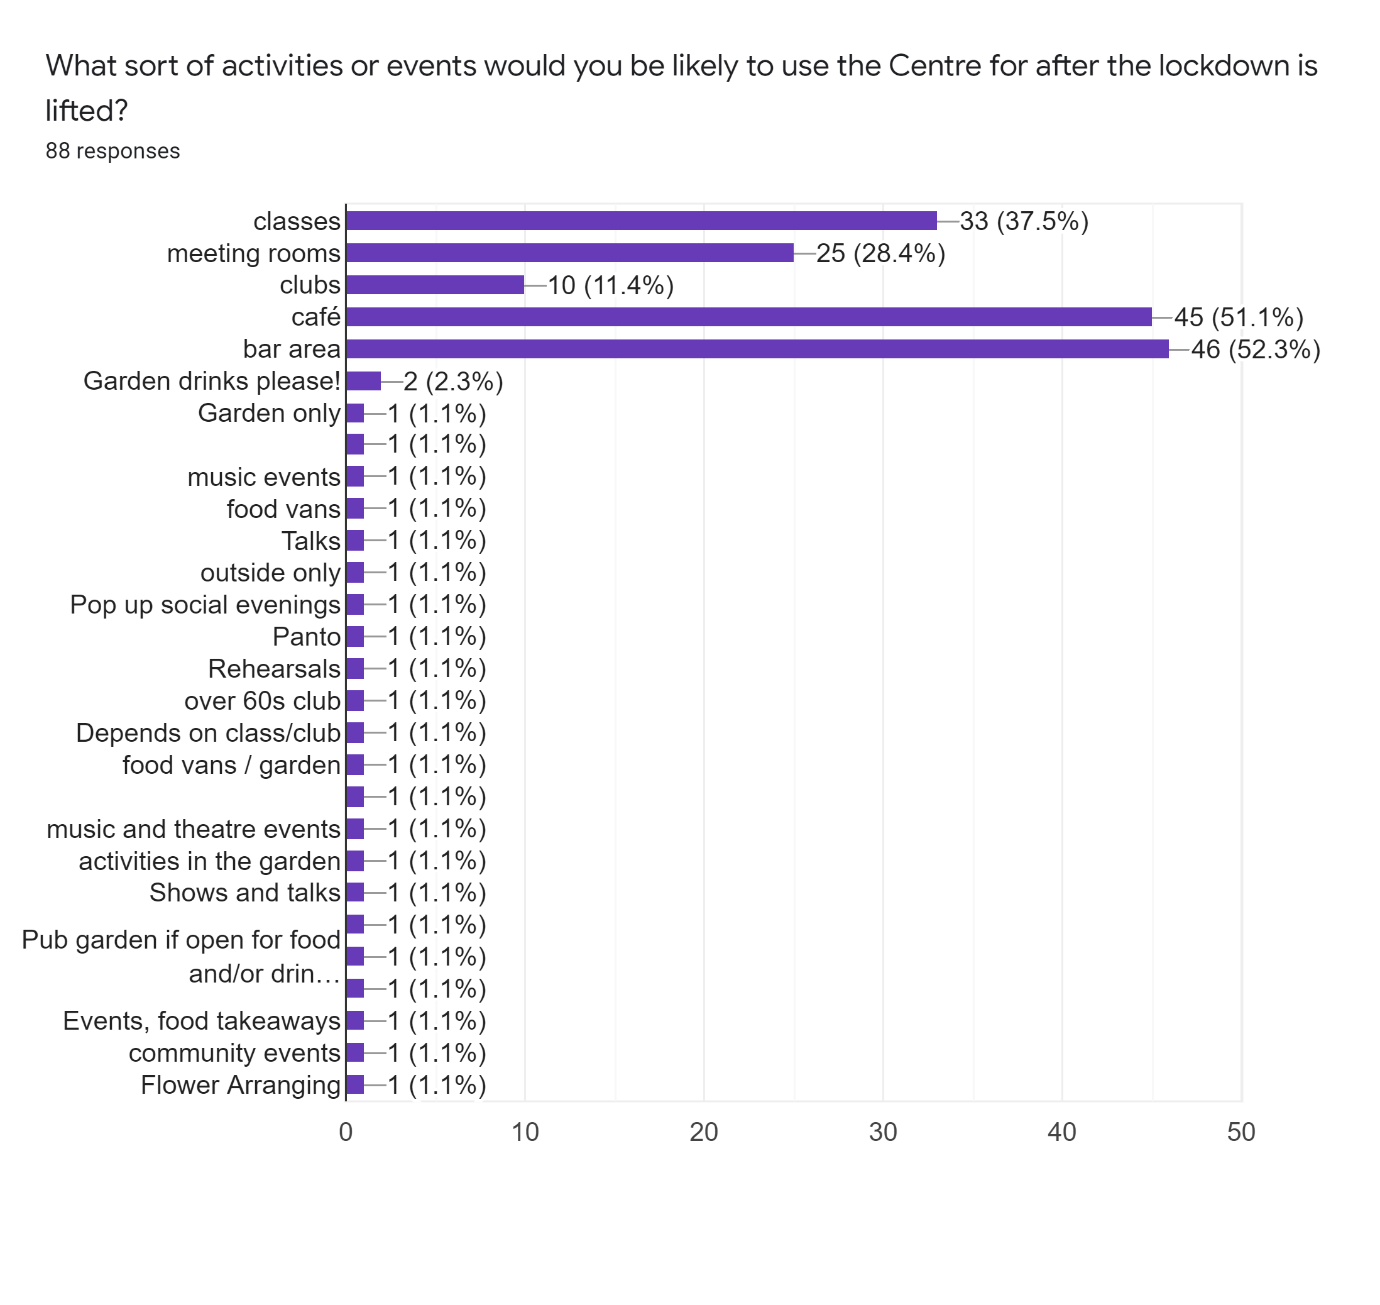 What sort of activities or events would you be likely to use the Centre for after the lockdown is
lifted?
88 responses
classes 33 (37.5%)
meeting rooms 25 (28.4%)
clubs 10 (11.4%)
café 45 (51.1%)
bar area 46 (52.3%)
Garden drinks please! 2 (2.3%)
Garden only 1 (1.1%)
1 (1.1%)
music events 1 (1.1%)
food vans 1 (1.1%)
Talks 1 (1.1%)
outside only 1 (1.1%)
Pop up social evenings 1 (1.1%)
Panto 1 (1.1%)
Rehearsals 1 (1.1%)
over 60s club 1 (1.1%)
Depends on class/club 1 (1.1%)
food vans / garden 1 (1.1%)
1 (1.1%)
music and theatre events 1 (1.1%)
activities in the garden 1 (1.1%)
Shows and talks 1 (1.1%)
1 (1.1%)
Pub garden if open for food
1 (1.1%)
and/or drin…
1 (1.1%)
Events, food takeaways 1 (1.1%)
community events 1 (1.1%)
Flower Arranging 1 (1.1%)
0 10 20 30 40 50